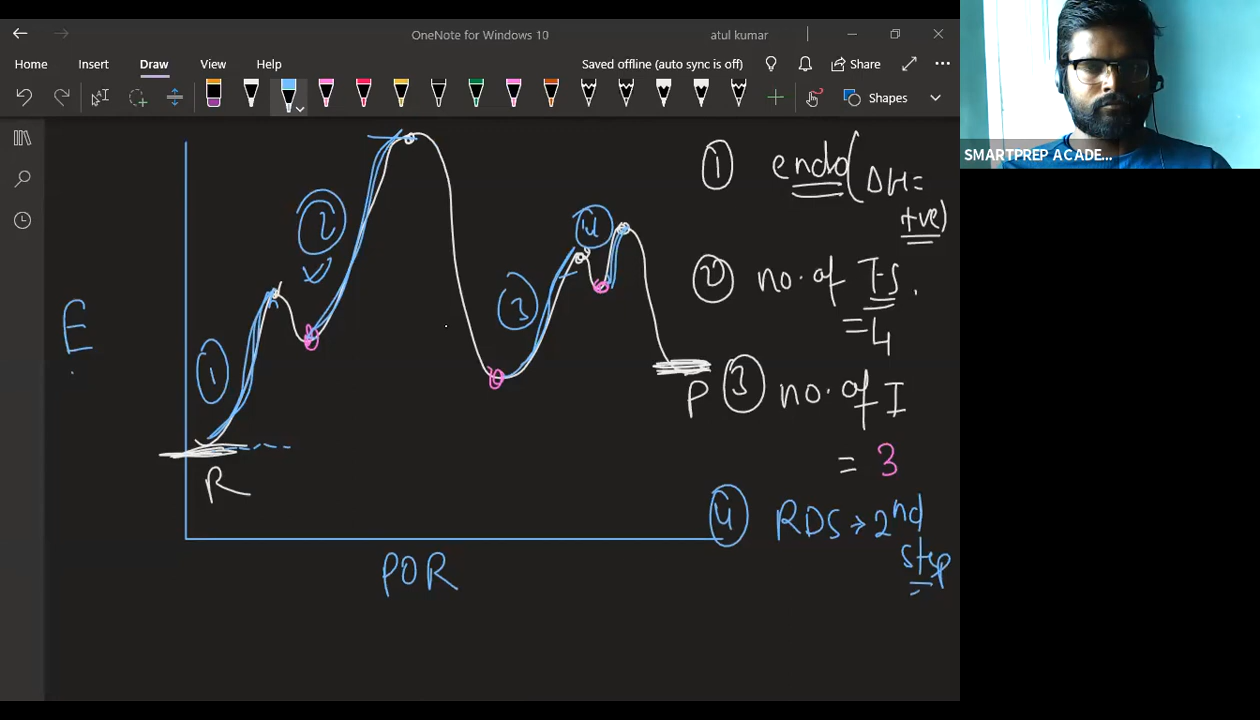 OneNote for Windows 10
atul kumar
Home Insert Draw View Help
Saved offline (auto sync is off)
Share
Shapes
SMARTPREP ACADE...
① endo (ΔH=
+ve)
② no. of T.S.
= 4
③ no. of I
= 3
④ RDS → 2nd
step
E
①
②
③
④
R
P
POR